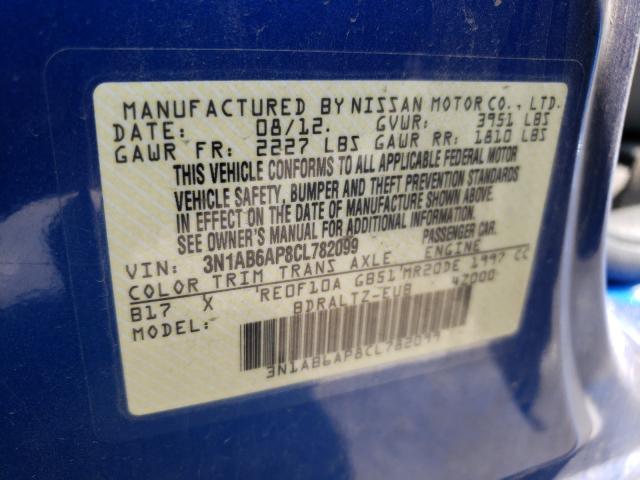 MANUFACTURED BY NISSAN MOTOR CO., LTD.
DATE: 08/12. GVWR: 3951 LBS
GAWR FR: 2227 LBS GAWR RR: 1810 LBS
THIS VEHICLE CONFORMS TO ALL APPLICABLE FEDERAL MOTOR
VEHICLE SAFETY, BUMPER AND THEFT PREVENTION STANDARDS
IN EFFECT ON THE DATE OF MANUFACTURE SHOWN ABOVE.
SEE OWNER'S MANUAL FOR ADDITIONAL INFORMATION.
VIN: 3N1AB6AP8CL782099 PASSENGER CAR.
COLOR TRIM TRANS AXLE ENGINE
B17 X RE0F10A GB51 MR20DE 1997 CC
MODEL: BDRALTZ-EUB 47000
3N1AB6AP8CL782099